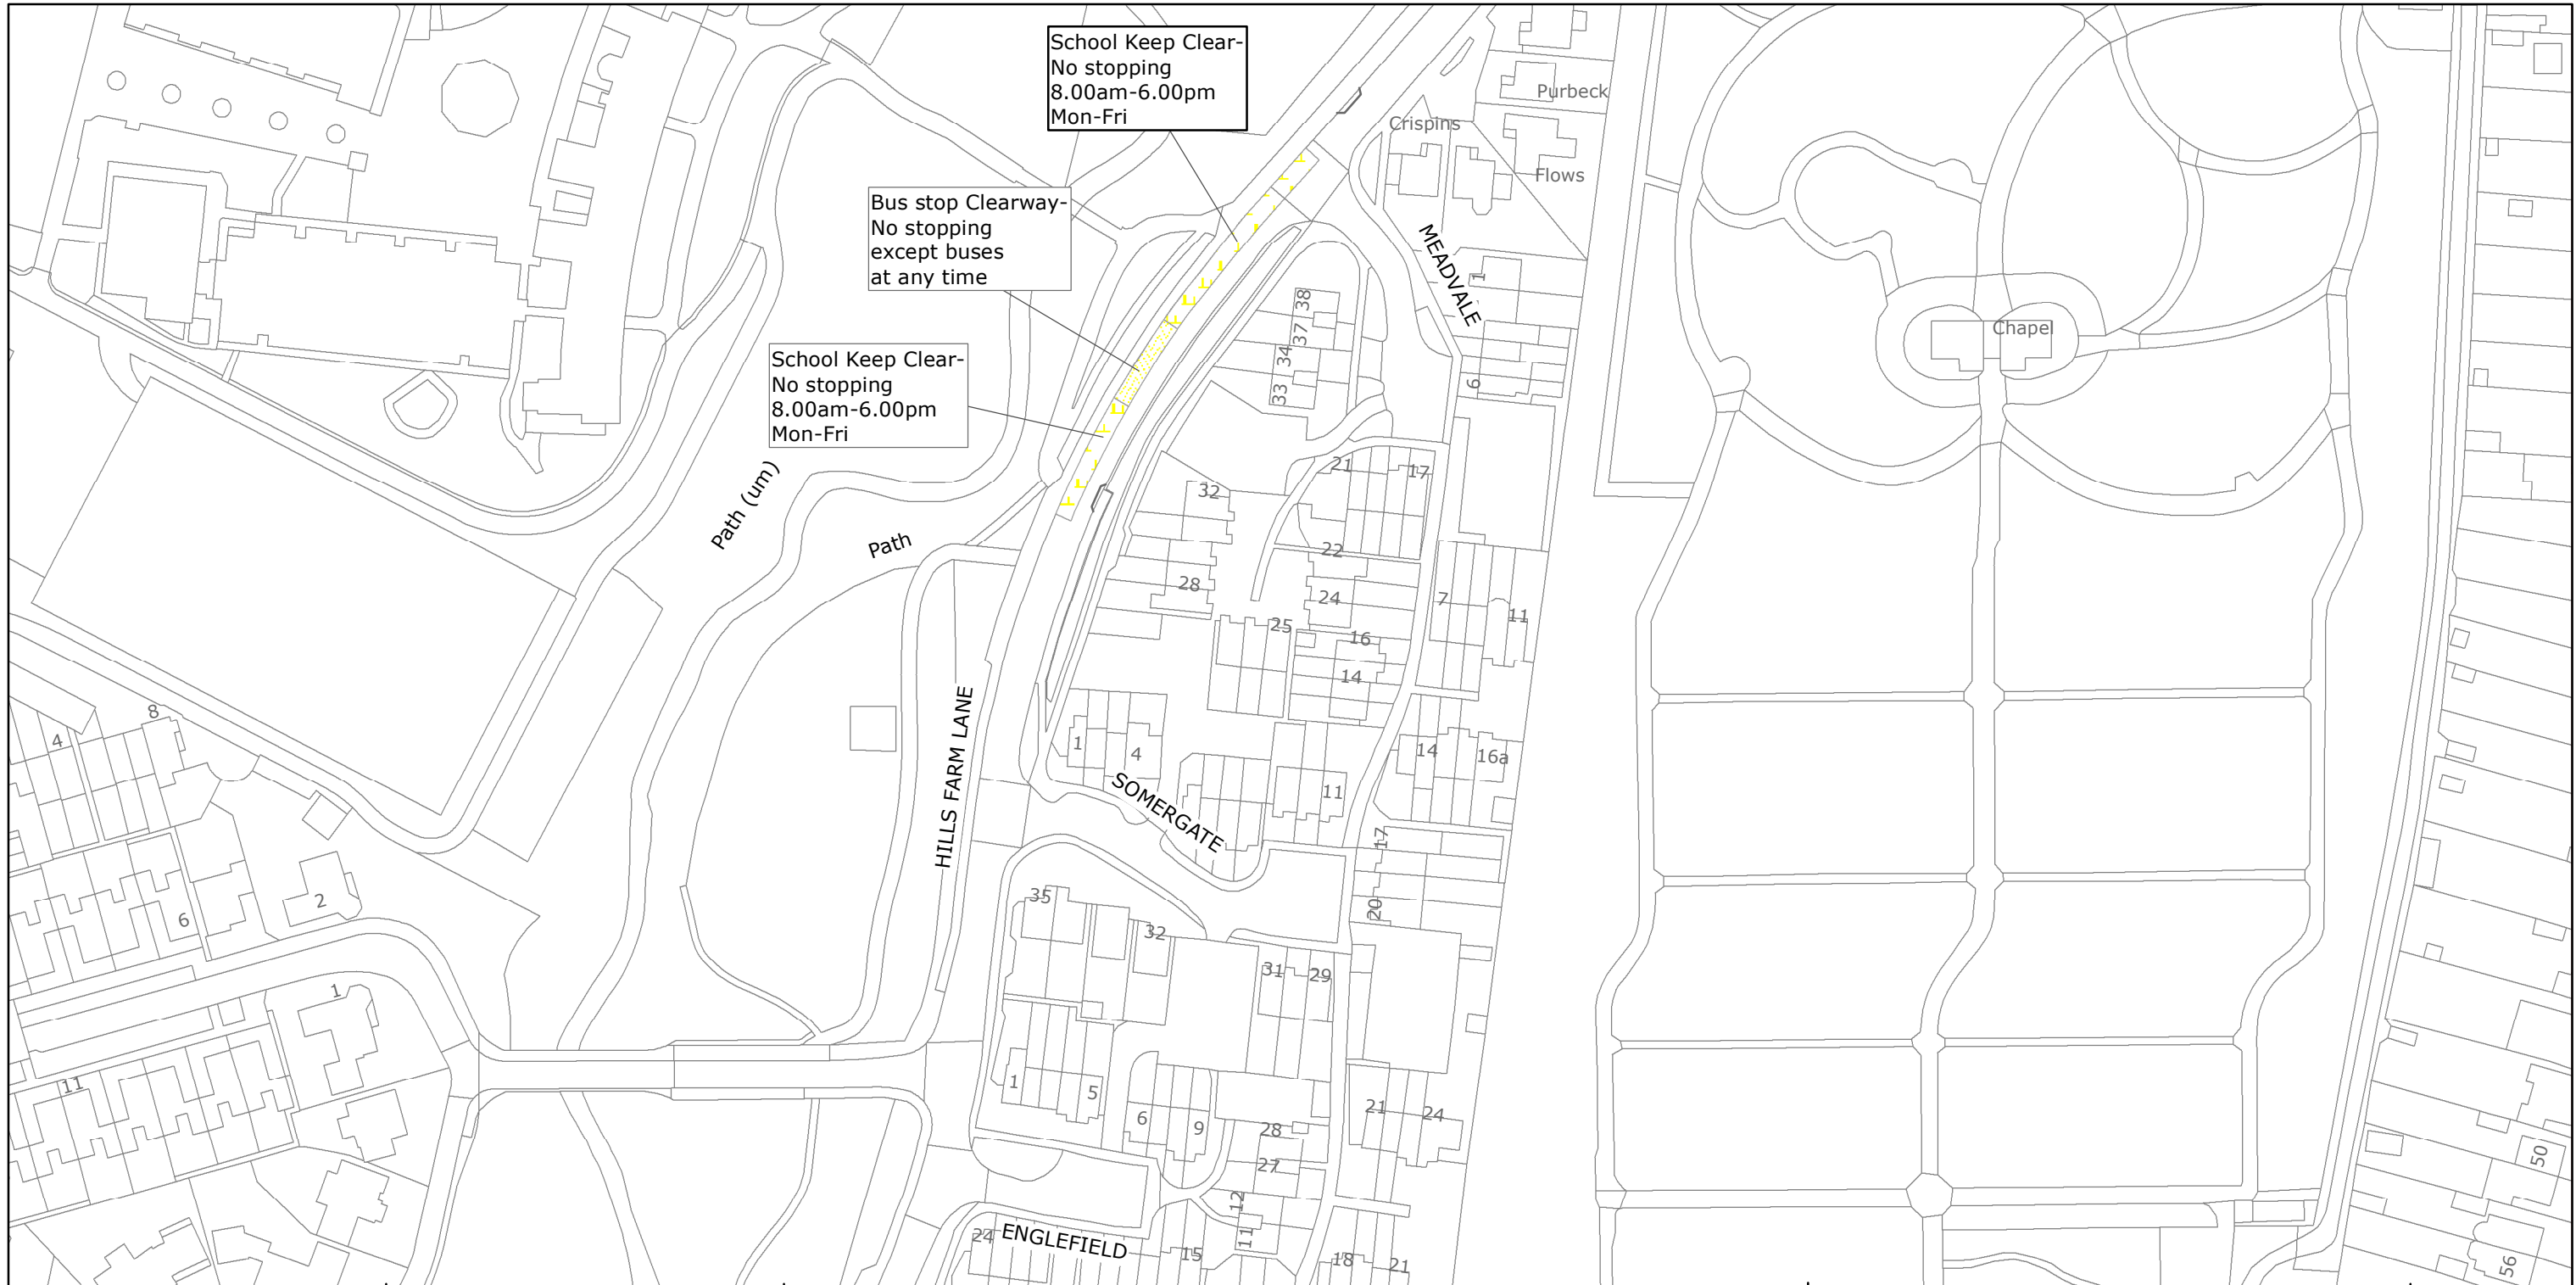 School Keep Clear-
No stopping
8.00am-6.00pm
Mon-Fri
Bus stop Clearway-
No stopping
except buses
at any time
School Keep Clear-
No stopping
8.00am-6.00pm
Mon-Fri
Purbeck
Crispins
Flows
MEADVALE
Chapel
1
6
38
37
34
33
Path (um)
Path
32
28
21
17
22
24
25
16
14
7
11
HILLS FARM LANE
1
4
SOMERGATE
11
14
16a
17
20
8
4
6
2
1
11
35
32
31
29
1
5
6
9
28
27
12
11
21
24
ENGLEFIELD
24
15
18
21
50
56